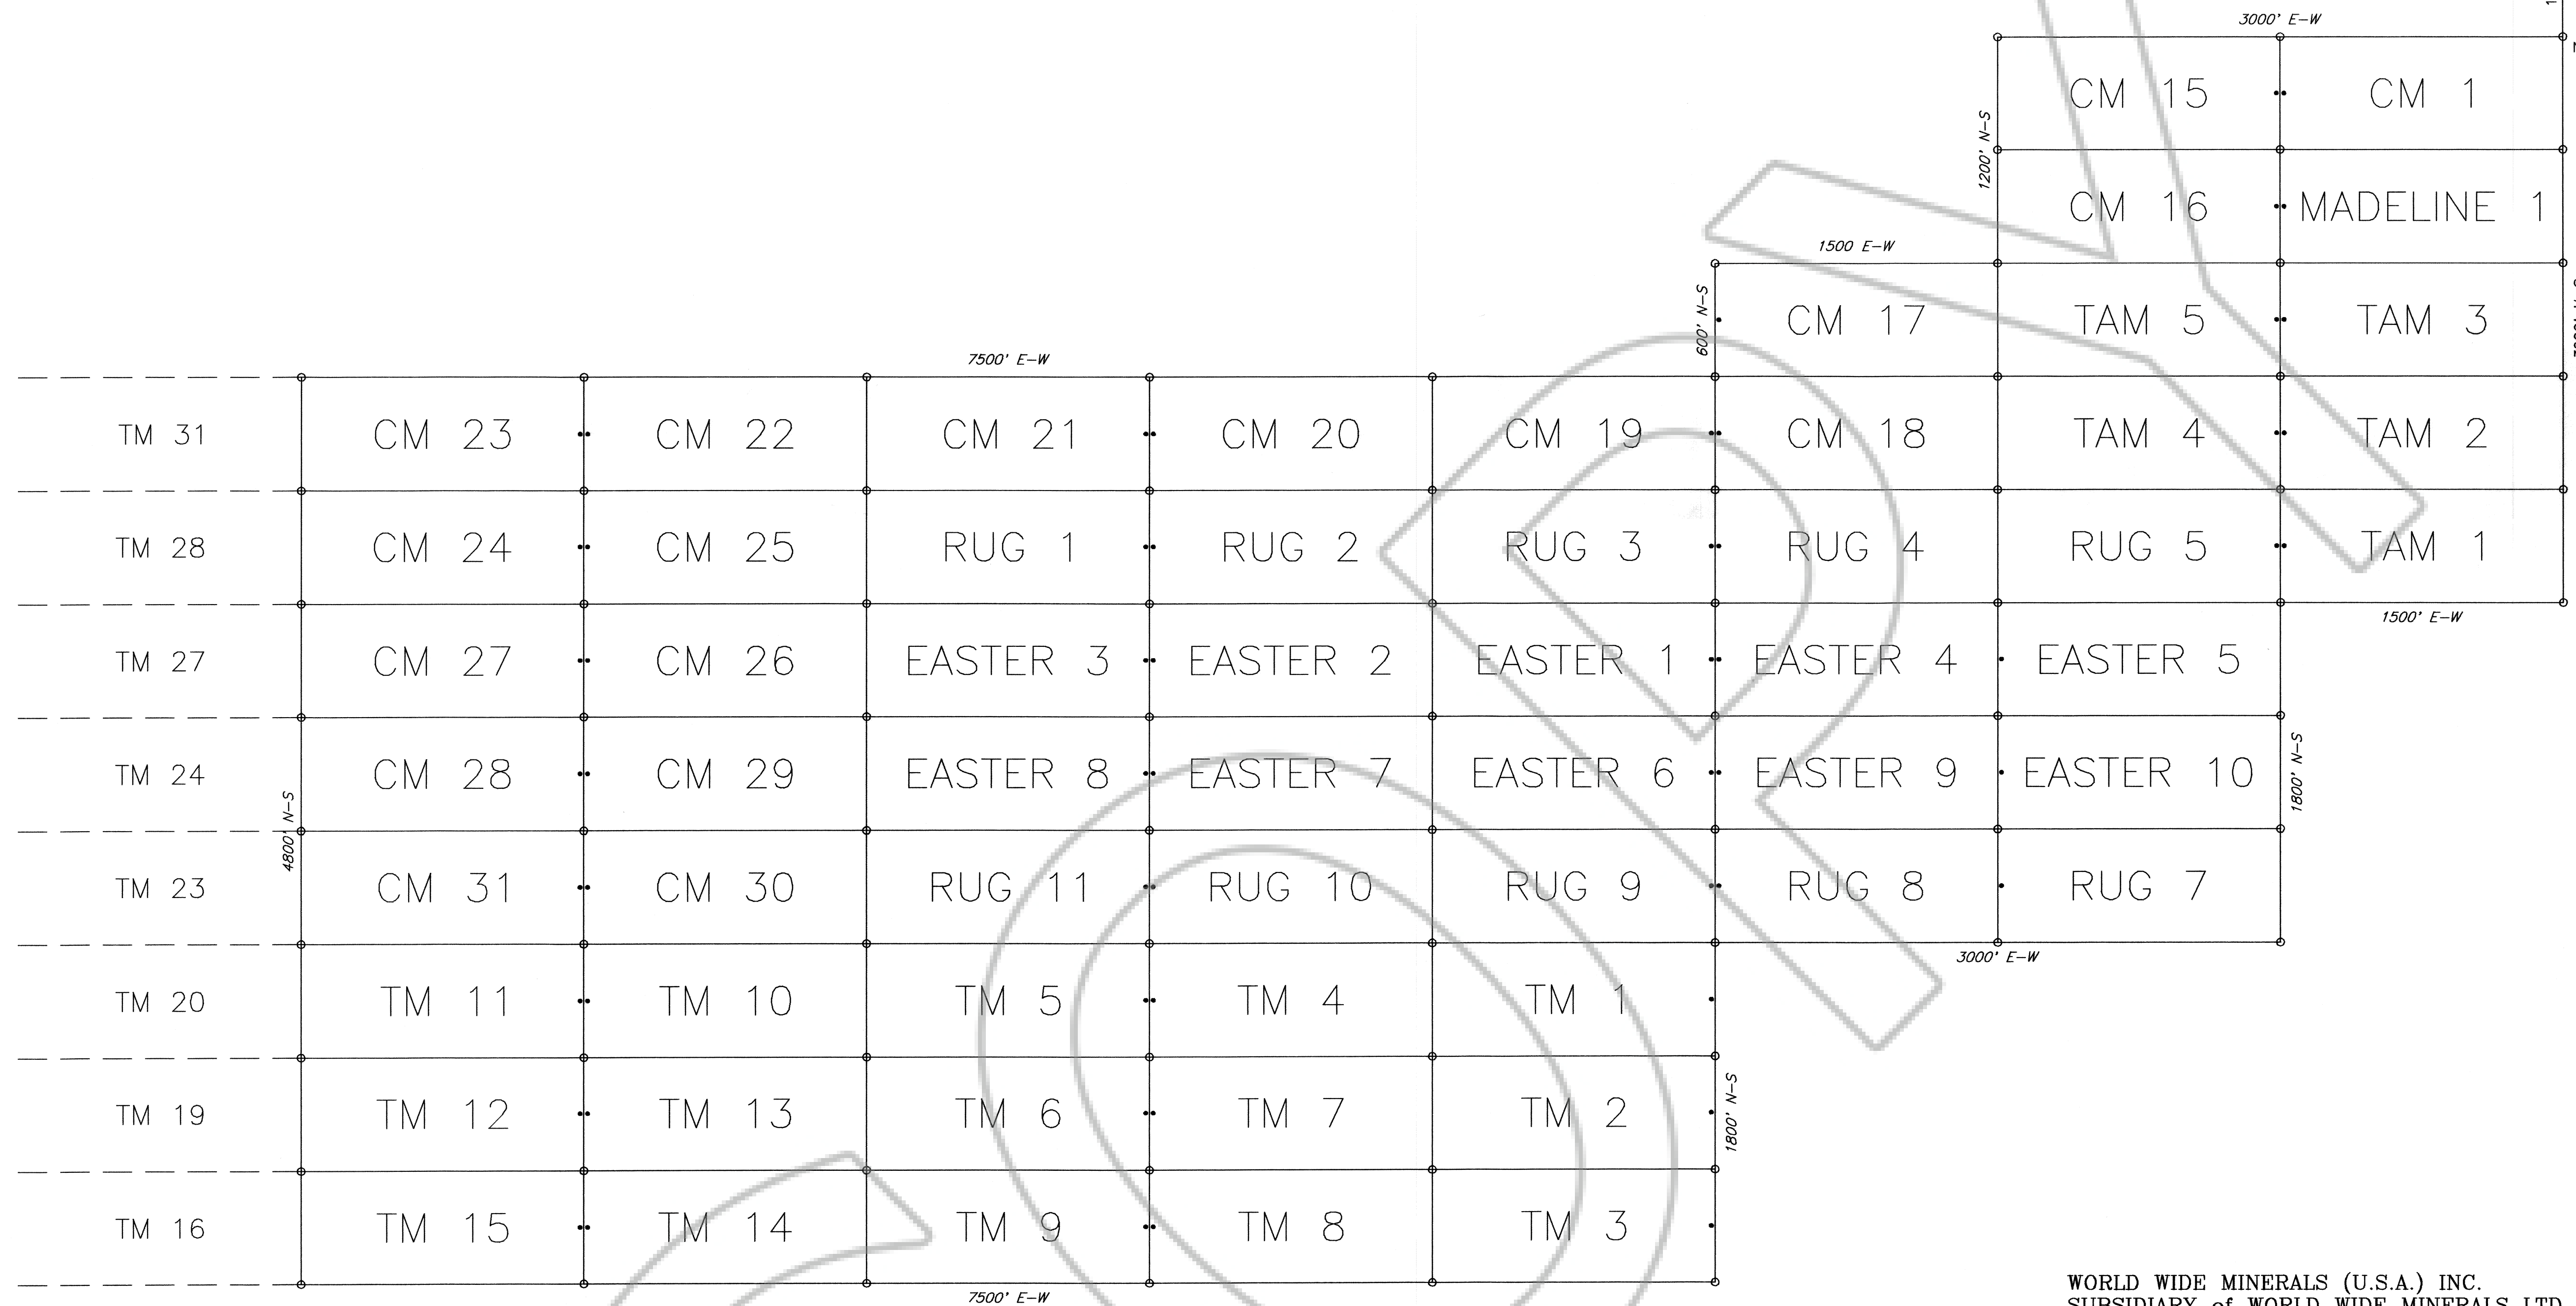 3000' E-W
CM 15 CM 1
1200' N-S
CM 16 MADELINE 1
1500 E-W
600' N-S
CM 17 TAM 5 TAM 3
7500' E-W
TM 31 CM 23 CM 22 CM 21 CM 20 CM 19 CM 18 TAM 4 TAM 2
TM 28 CM 24 CM 25 RUG 1 RUG 2 RUG 3 RUG 4 RUG 5 TAM 1
1500' E-W
TM 27 CM 27 CM 26 EASTER 3 EASTER 2 EASTER 1 EASTER 4 EASTER 5
TM 24 CM 28 CM 29 EASTER 8 EASTER 7 EASTER 6 EASTER 9 EASTER 10
1800' N-S
4800' N-S
TM 23 CM 31 CM 30 RUG 11 RUG 10 RUG 9 RUG 8 RUG 7
3000' E-W
TM 20 TM 11 TM 10 TM 5 TM 4 TM 1
TM 19 TM 12 TM 13 TM 6 TM 7 TM 2
1800' N-S
TM 16 TM 15 TM 14 TM 9 TM 8 TM 3
7500' E-W
WORLD WIDE MINERALS (U.S.A.) INC.
SUBSIDIARY of WORLD WIDE MINERALS LTD
COPY